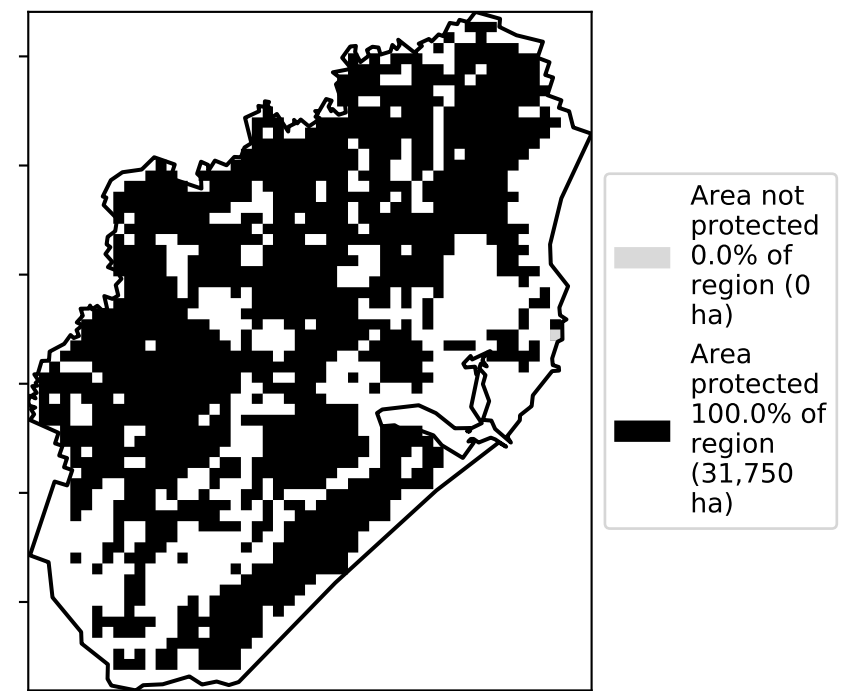 Area not
protected
0.0% of
region (0
ha)
Area
protected
100.0% of
region
(31,750
ha)